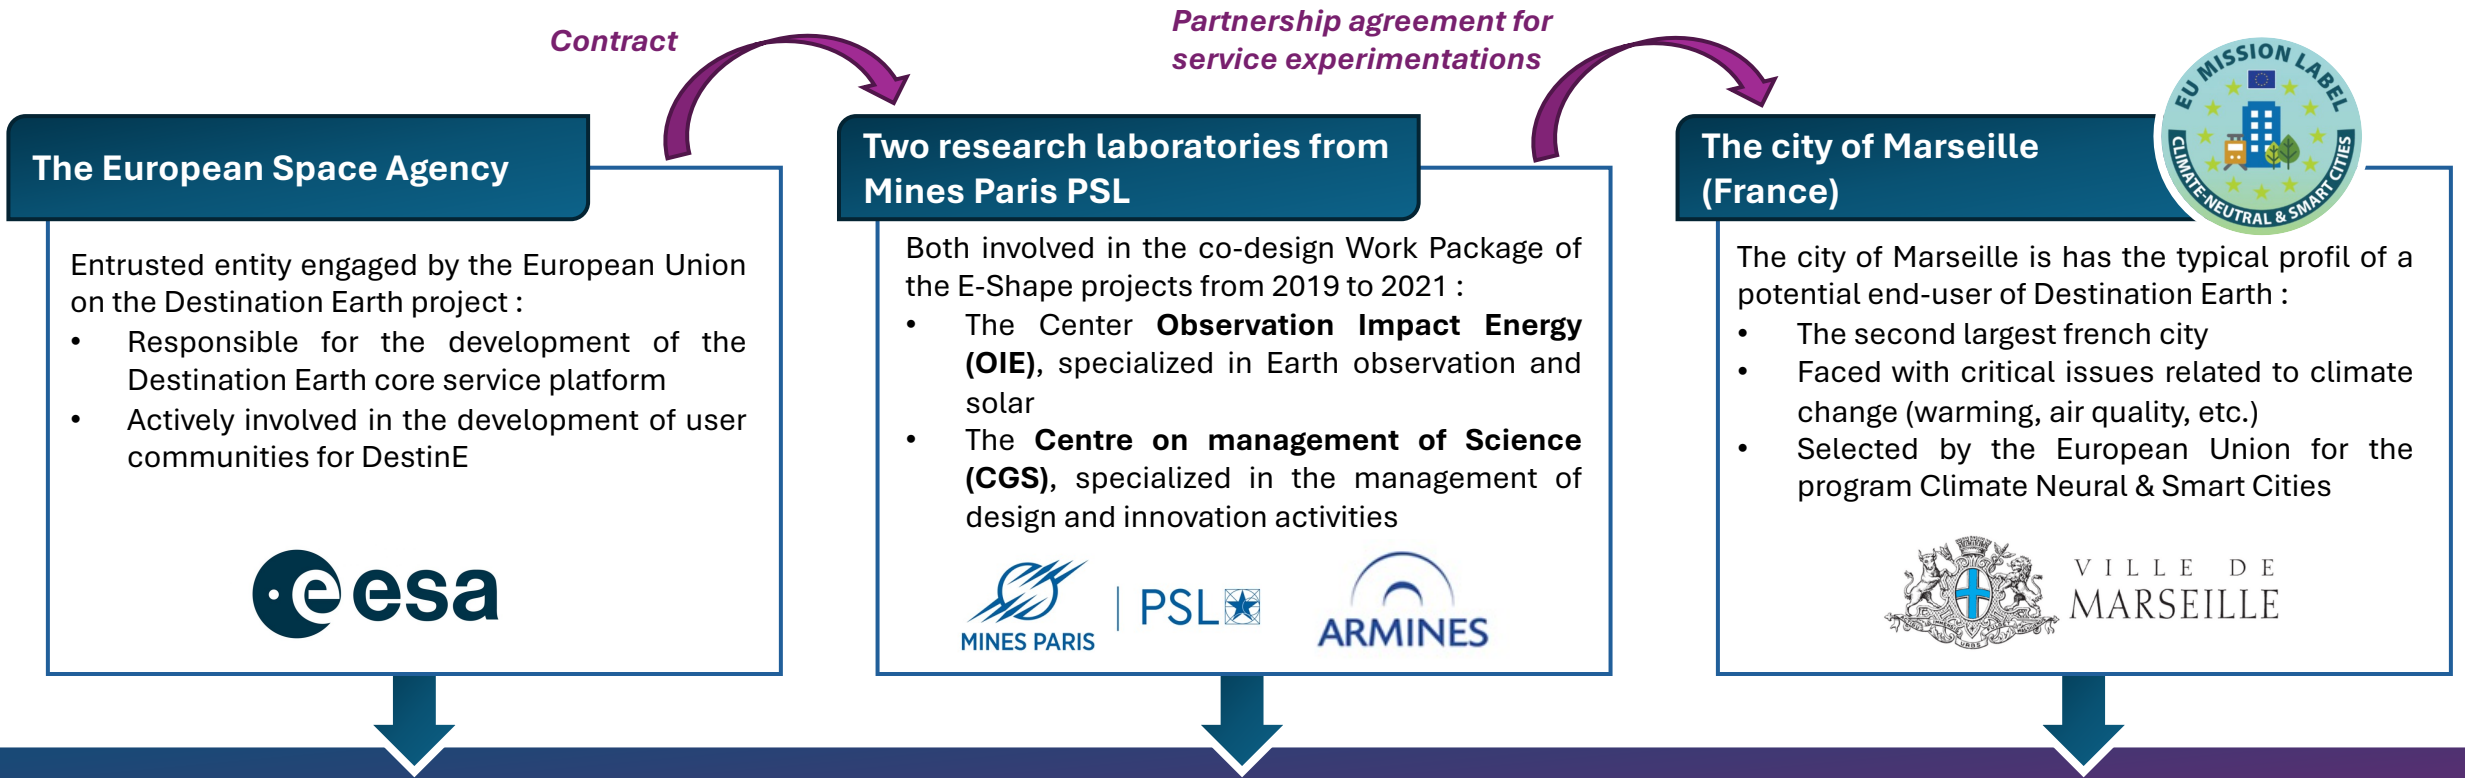 Contract
Partnership agreement for
service experimentations
The European Space Agency
Entrusted entity engaged by the European Union
on the Destination Earth project :
• Responsible for the development of the
Destination Earth core service platform
• Actively involved in the development of user
communities for DestinE
esa
Two research laboratories from
Mines Paris PSL
Both involved in the co-design Work Package of
the E-Shape projects from 2019 to 2021 :
• The Center Observation Impact Energy
(OIE), specialized in Earth observation and
solar
• The Centre on management of Science
(CGS), specialized in the management of
design and innovation activities
MINES PARIS
PSL
ARMINES
The city of Marseille
(France)
EU MISSION LABEL
CLIMATE-NEUTRAL & SMART CITIES
The city of Marseille is has the typical profil of a
potential end-user of Destination Earth :
• The second largest french city
• Faced with critical issues related to climate
change (warming, air quality, etc.)
• Selected by the European Union for the
program Climate Neural & Smart Cities
VILLE DE
MARSEILLE